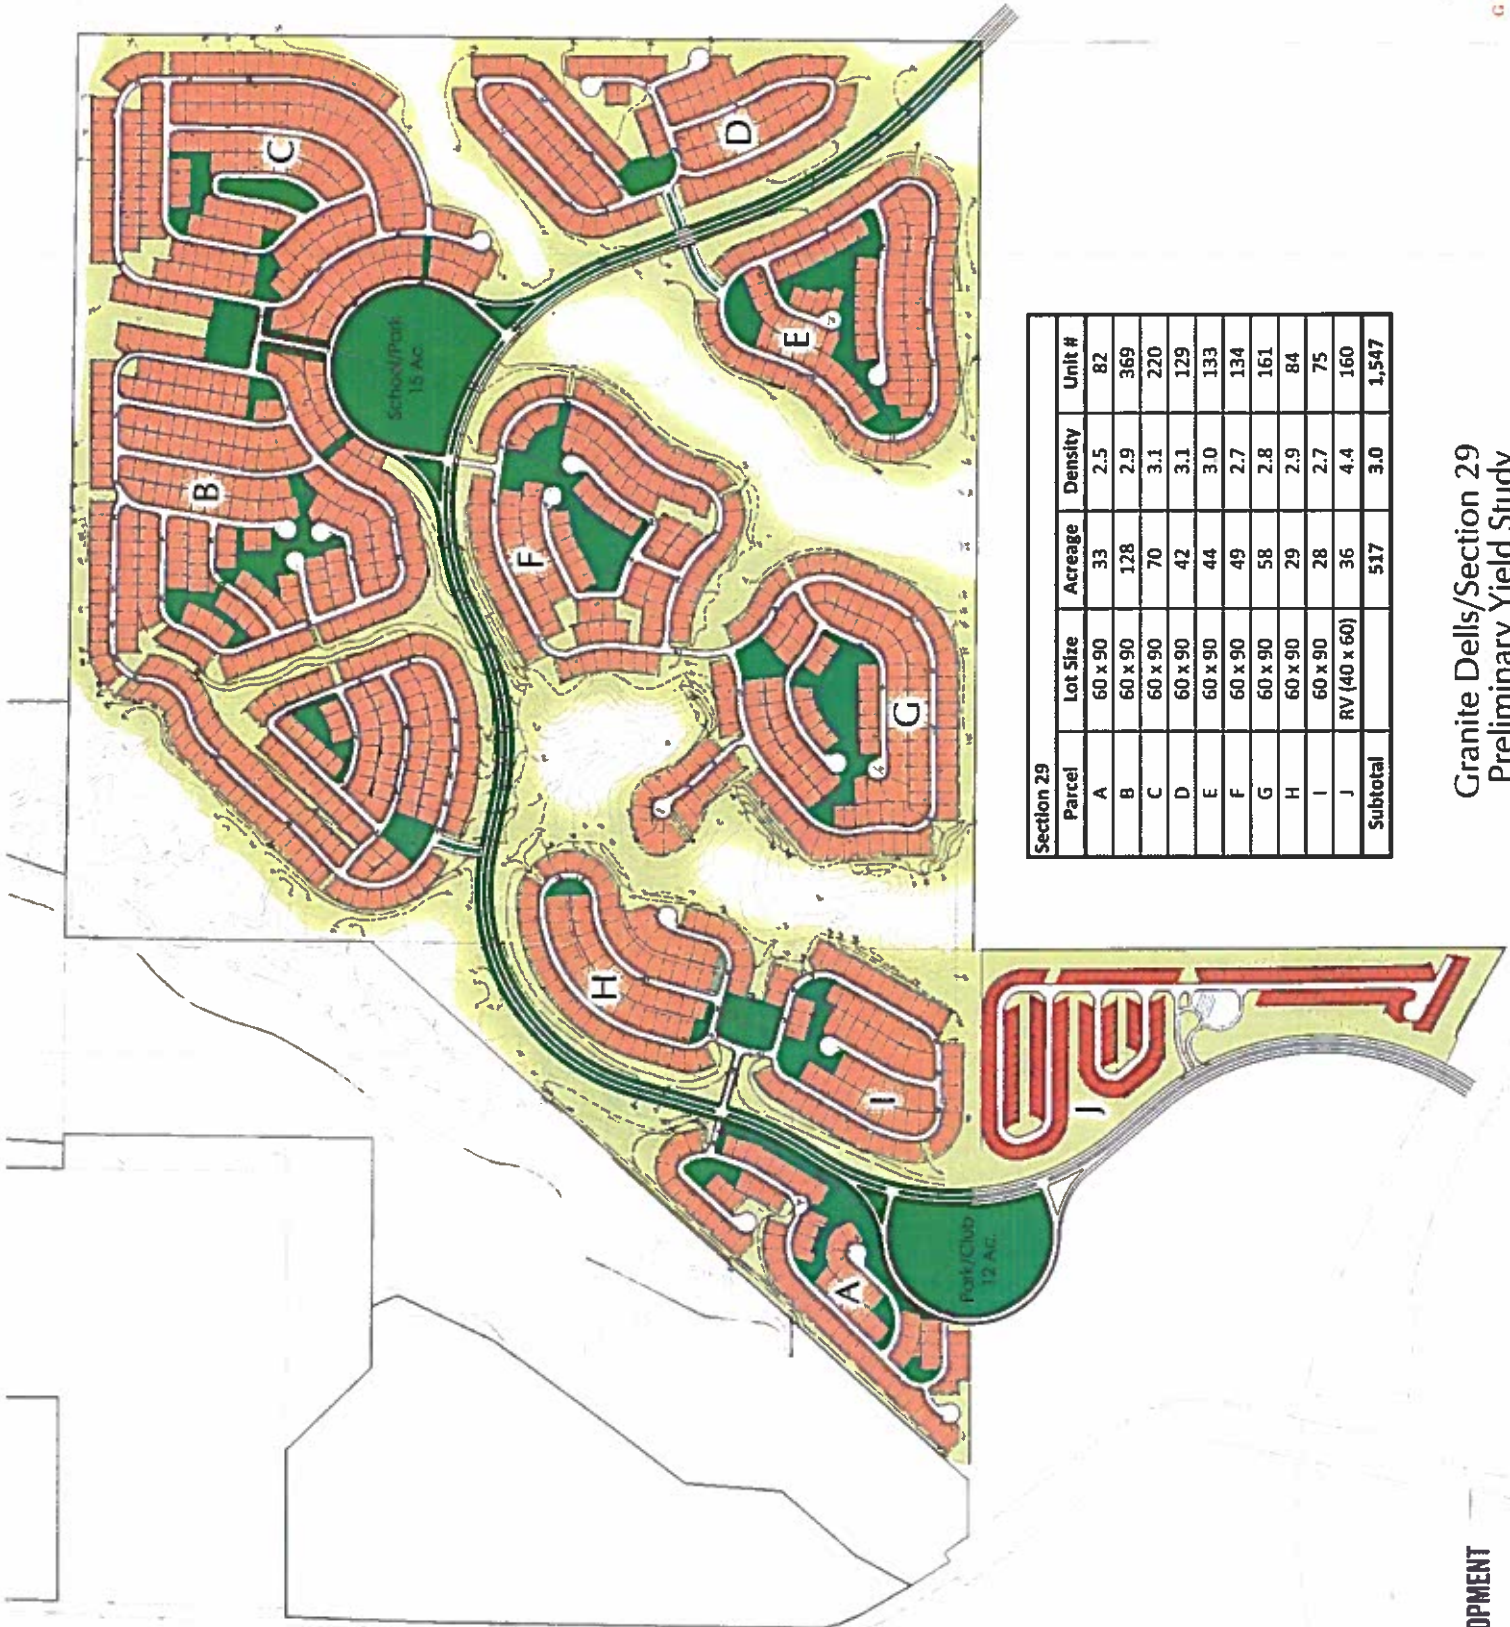 C
D
B
School/Park
15 Ac.
E
F
G
H
I
J
A
Park/Club
12 Ac.
Section 29
Parcel Lot Size Acreage Density Unit #
A 60 x 90 33 2.5 82
B 60 x 90 128 2.9 369
C 60 x 90 70 3.1 220
D 60 x 90 42 3.1 129
E 60 x 90 44 3.0 133
F 60 x 90 49 2.7 134
G 60 x 90 58 2.8 161
H 60 x 90 29 2.9 84
I 60 x 90 28 2.7 75
J RV (40 x 60) 36 4.4 160
Subtotal 517 3.0 1,547
Granite Dells/Section 29
Preliminary Yield Study
OPMENT
G